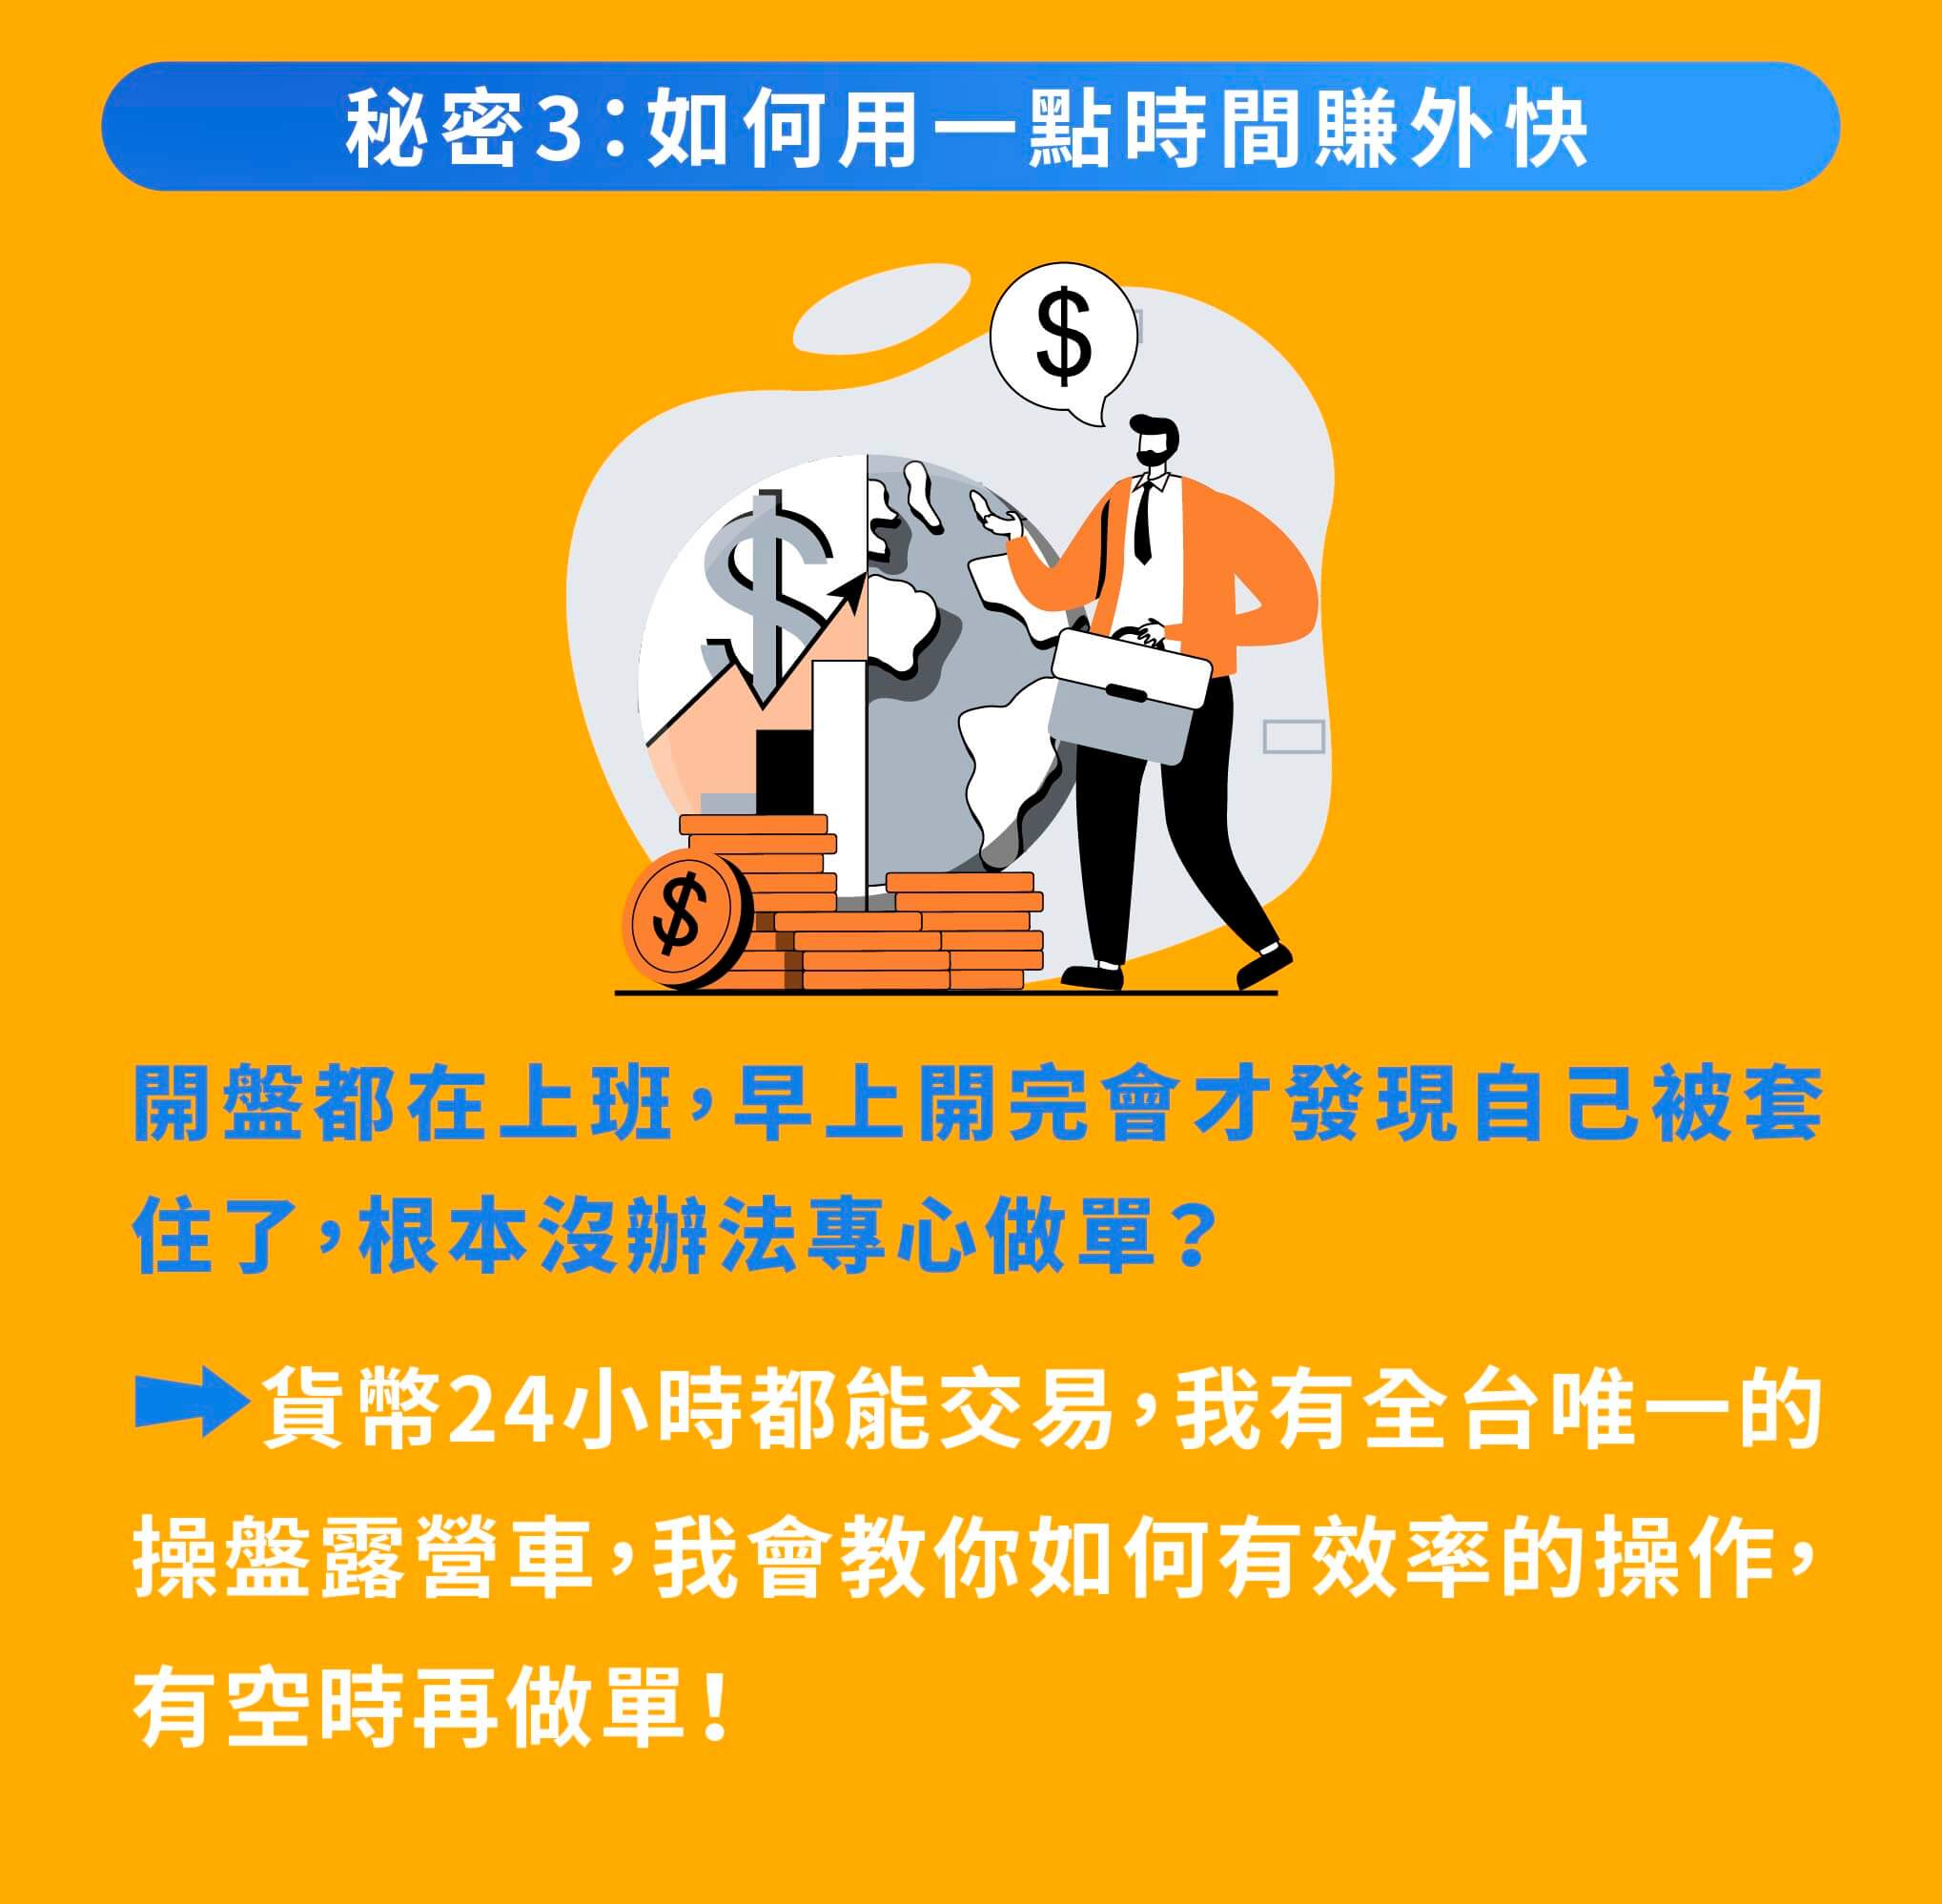 秘密3:如何用一點時間賺外快
$
$
$
開盤都在上班,早上開完會才發現自己被套
住了,根本沒辦法專心做單?
貨幣24小時都能交易,我有全台唯一的
操盤露營車,我會教你如何有效率的操作,
有空時再做單!